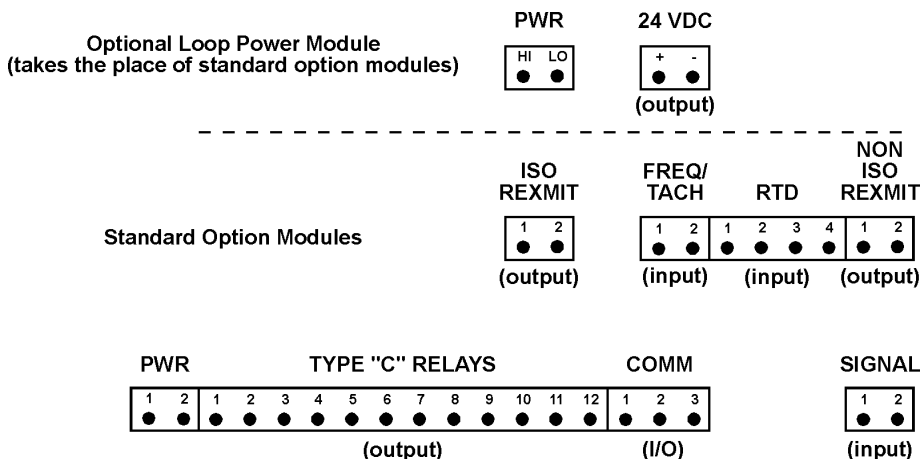 PWR 24 VDC
Optional Loop Power Module
(takes the place of standard option modules)
HI LO + -
(output)
NON
ISO FREQ/ ISO
REXMIT TACH RTD REXMIT
Standard Option Modules
1 2 1 2 1 2 3 4 1 2
(output) (input) (input) (output)
PWR TYPE "C" RELAYS COMM SIGNAL
1 2 1 2 3 4 5 6 7 8 9 10 11 12 1 2 3 1 2
(output) (I/O) (input)